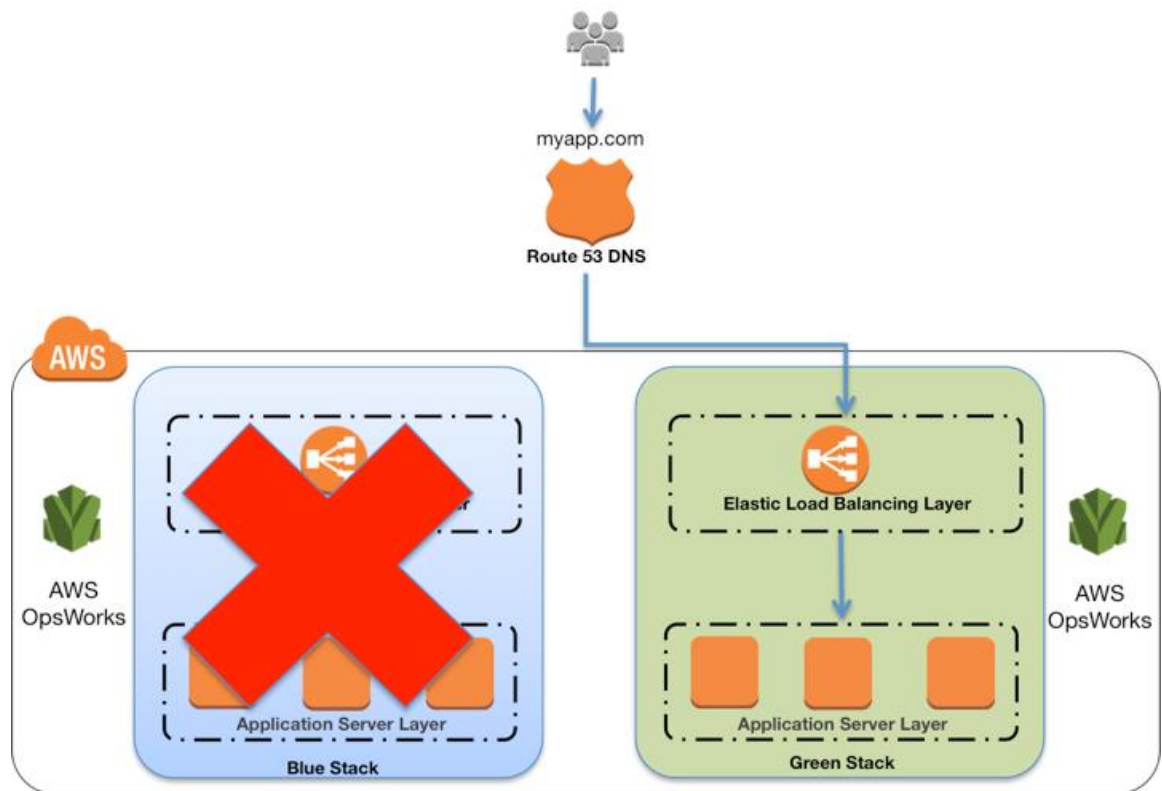 myapp.com
Route 53 DNS
AWS
Elastic Load Balancing Layer
AWS
OpsWorks
AWS
OpsWorks
Application Server Layer
Application Server Layer
Blue Stack
Green Stack